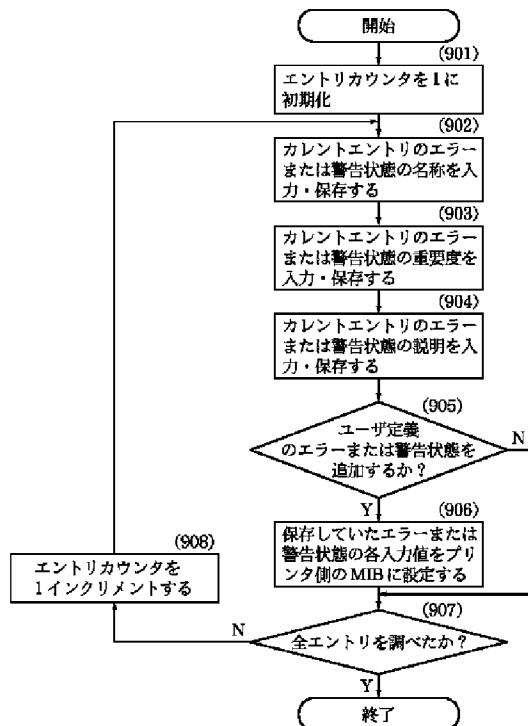 開始
(901)
エントリカウンタを1に
初期化
(902)
カレントエントリのエラー
または警告状態の名称を入
力・保存する
(903)
カレントエントリのエラー
または警告状態の重要度を
入力・保存する
(904)
カレントエントリのエラー
または警告状態の説明を入
力・保存する
(905)
ユーザ定義
のエラーまたは警告状態を
追加するか?
N
Y
(906)
保存していたエラーまたは
警告状態の各入力値をプリ
ンタ側のMIBに設定する
(908)
エントリカウンタを
1インクリメントする
(907)
全エントリを調べたか?
N
Y
終了